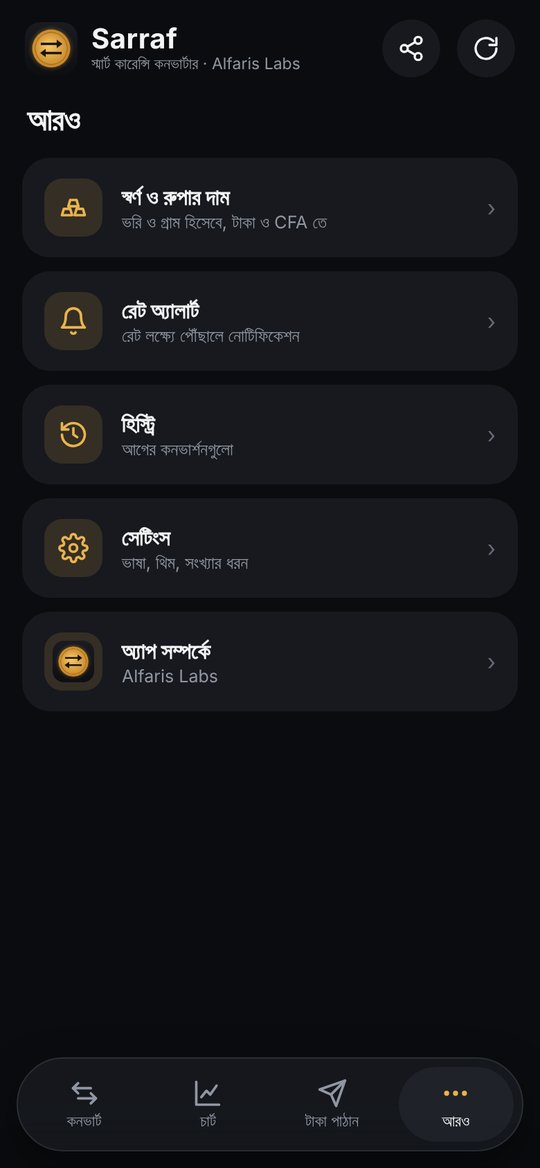 Sarraf
স্মার্ট কারেন্সি কনভার্টার · Alfaris Labs
আরও
স্বর্ণ ও রুপার দাম
ভরি ও গ্রাম হিসেবে, টাকা ও CFA তে
রেট অ্যালার্ট
রেট লক্ষ্যে পৌঁছালে নোটিফিকেশন
হিস্ট্রি
আগের কনভার্শনগুলো
সেটিংস
ভাষা, থিম, সংখ্যার ধরন
অ্যাপ সম্পর্কে
Alfaris Labs
কনভার্ট
চার্ট
টাকা পাঠান
আরও